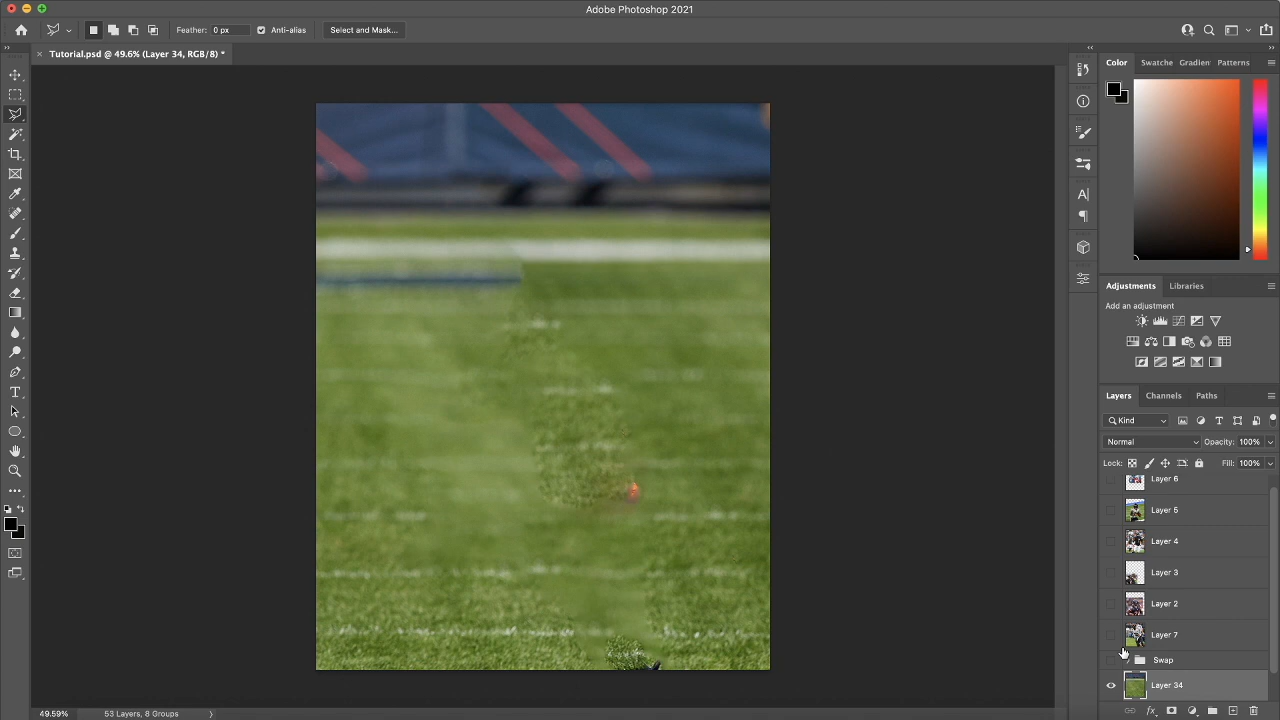 Adobe Photoshop 2021
Feather: 0 px Anti-alias Select and Mask...
Tutorial.psd @ 49.6% (Layer 34, RGB/8) *
Color Swatche Gradien Patterns
Adjustments Libraries
Add an adjustment
Layers Channels Paths
Kind
Normal Opacity: 100%
Lock: Fill: 100%
Layer 6
Layer 5
Layer 4
Layer 3
Layer 2
Layer 7
Swap
Layer 34
49.59% 53 Layers, 8 Groups